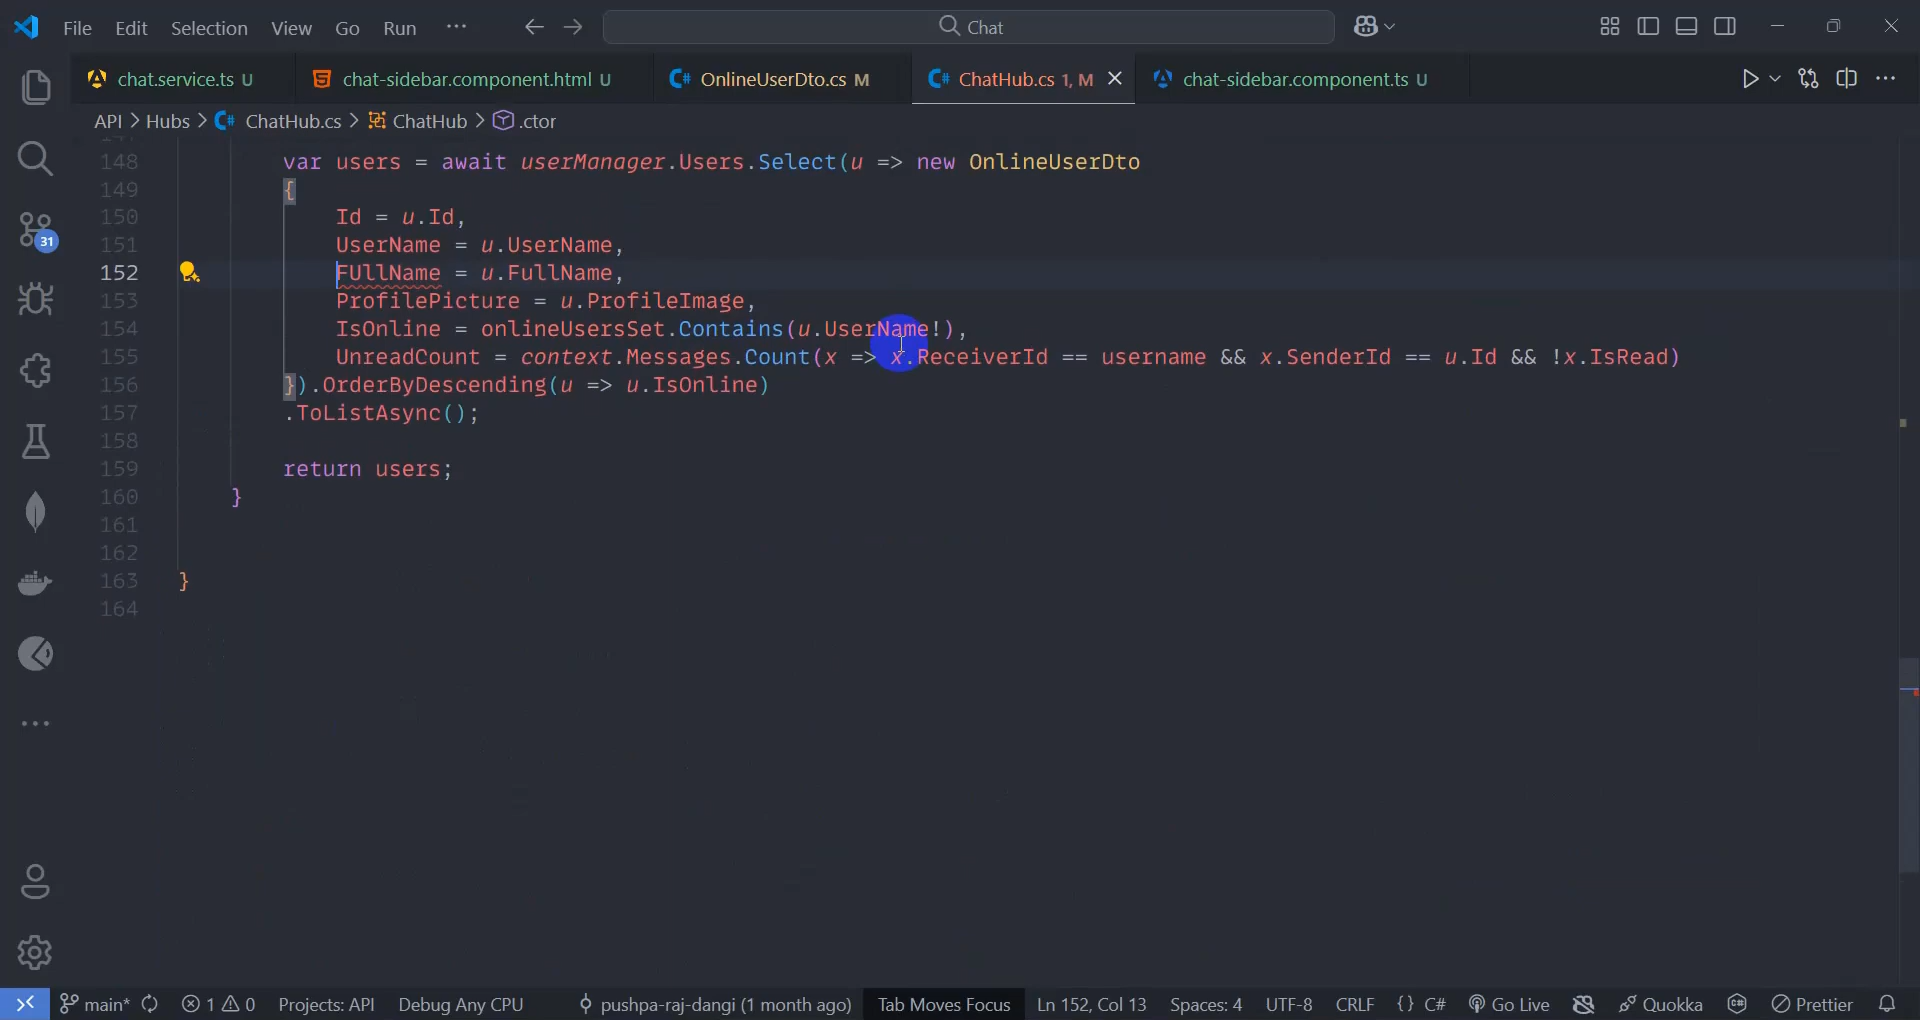 File Edit Selection View Go Run ··· Chat
chat.service.ts U chat-sidebar.component.html U OnlineUserDto.cs M ChatHub.cs 1, M chat-sidebar.component.ts U
API > Hubs > ChatHub.cs > ChatHub > .ctor
148 var users = await userManager.Users.Select(u => new OnlineUserDto
149 {
150 Id = u.Id,
151 UserName = u.UserName,
152 FUllName = u.FullName,
153 ProfilePicture = u.ProfileImage,
154 IsOnline = onlineUsersSet.Contains(u.UserName!),
155 UnreadCount = context.Messages.Count(x => x.ReceiverId == username && x.SenderId == u.Id && !x.IsRead)
156 }).OrderByDescending(u => u.IsOnline)
157 .ToListAsync();
158
159 return users;
160 }
161
162
163 }
164
31
main* 1 0 Projects: API Debug Any CPU pushpa-raj-dangi (1 month ago) Tab Moves Focus Ln 152, Col 13 Spaces: 4 UTF-8 CRLF {} C# Go Live Quokka Prettier